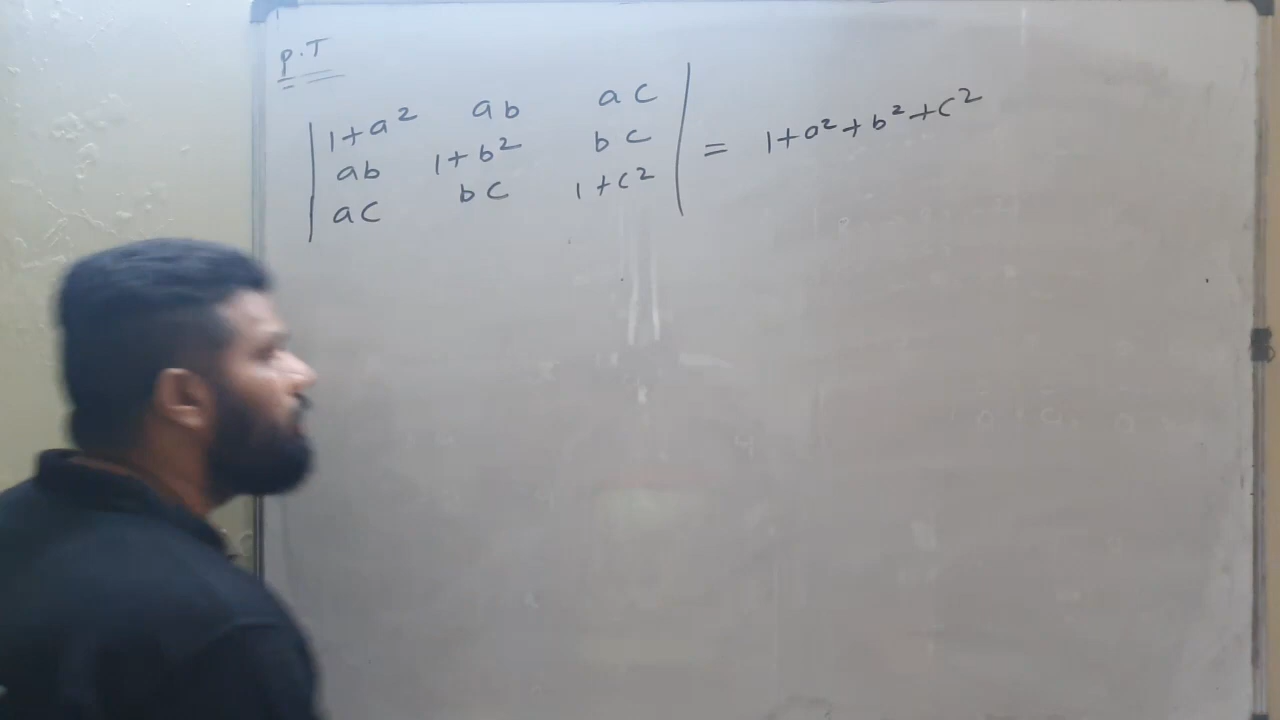 P.T
| 1+a² ab ac |
| ab 1+b² bc | = 1+a²+b²+c²
| ac bc 1+c² |